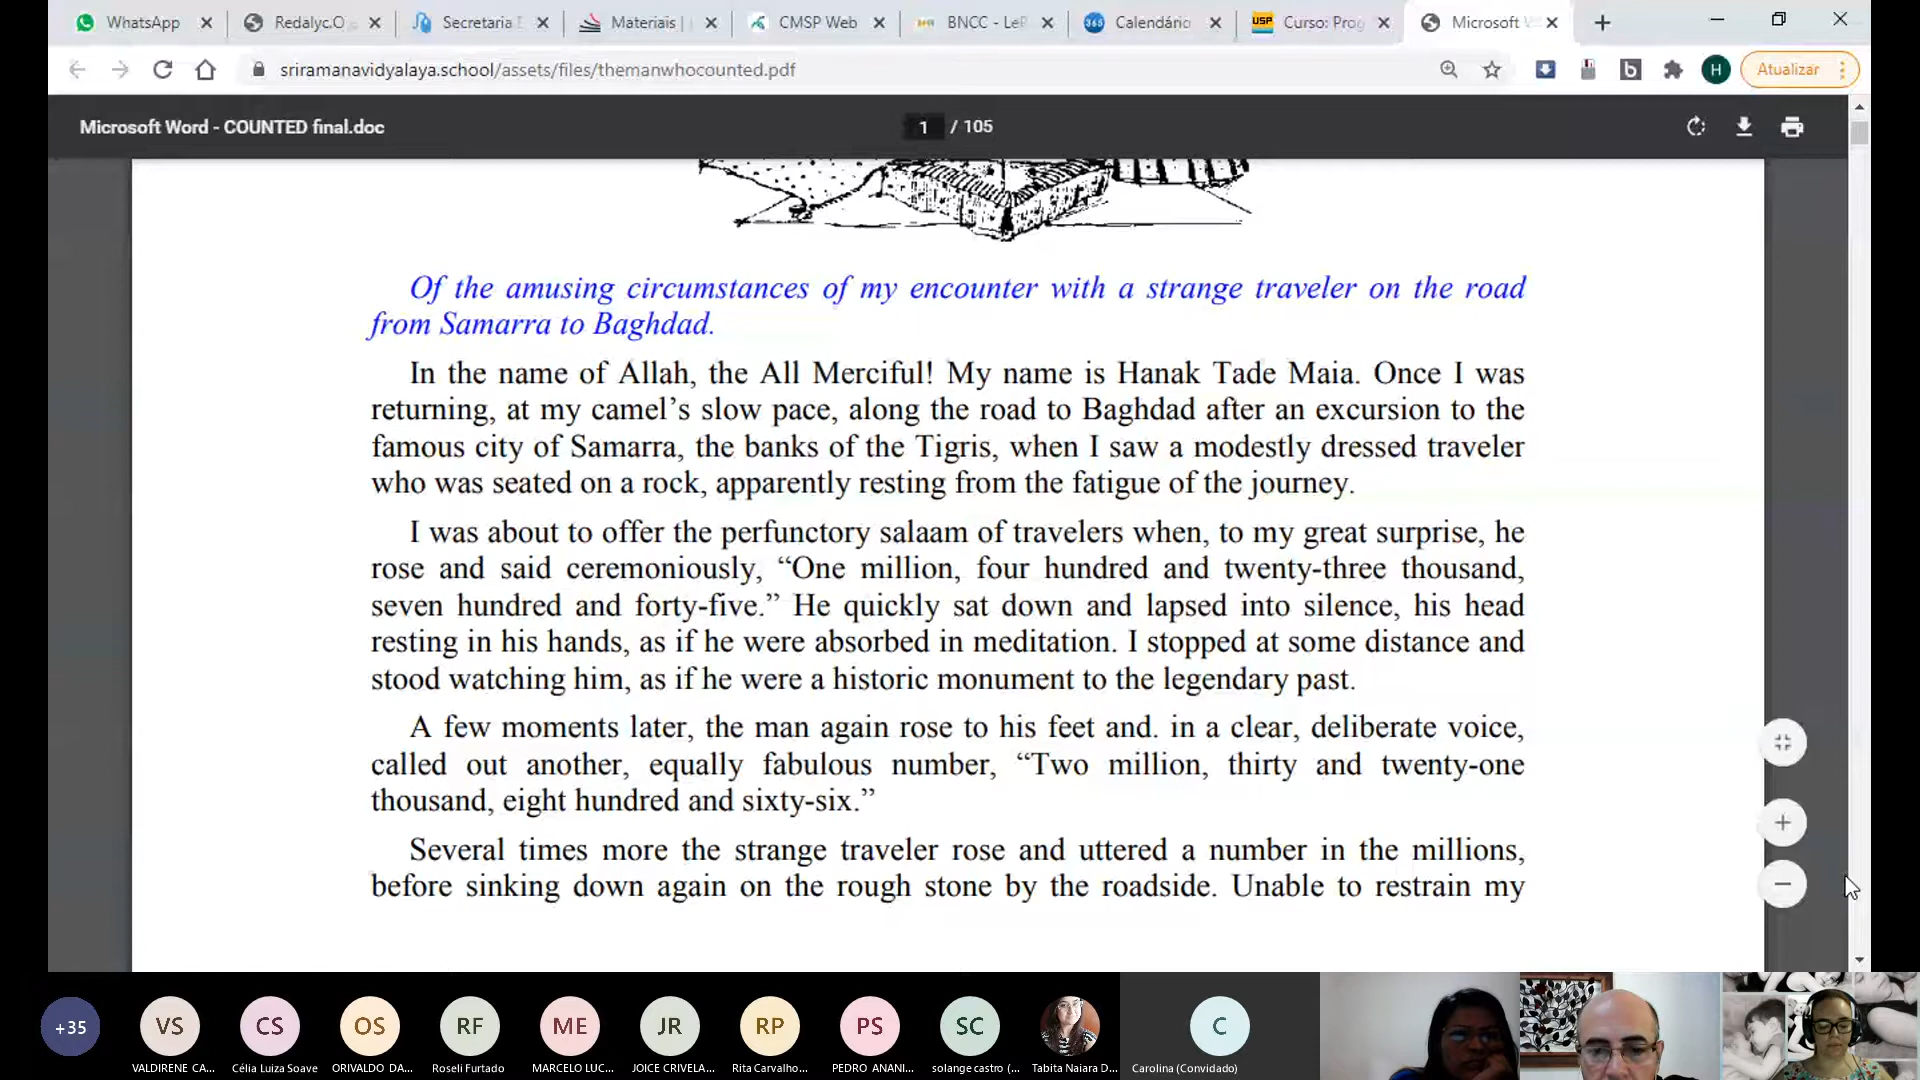 WhatsApp
Redalyc.O
Secretaria E
Materiais |
CMSP Web
BNCC - LeP
365
Calendário
USP
Curso: Prog
Microsoft W
sriramanavidyalaya.school/assets/files/themanwhocounted.pdf
b
H
Atualizar
Microsoft Word - COUNTED final.doc
1 / 105
Of the amusing circumstances of my encounter with a strange traveler on the road
from Samarra to Baghdad.
In the name of Allah, the All Merciful! My name is Hanak Tade Maia. Once I was
returning, at my camel’s slow pace, along the road to Baghdad after an excursion to the
famous city of Samarra, the banks of the Tigris, when I saw a modestly dressed traveler
who was seated on a rock, apparently resting from the fatigue of the journey.
I was about to offer the perfunctory salaam of travelers when, to my great surprise, he
rose and said ceremoniously, “One million, four hundred and twenty-three thousand,
seven hundred and forty-five.” He quickly sat down and lapsed into silence, his head
resting in his hands, as if he were absorbed in meditation. I stopped at some distance and
stood watching him, as if he were a historic monument to the legendary past.
A few moments later, the man again rose to his feet and. in a clear, deliberate voice,
called out another, equally fabulous number, “Two million, thirty and twenty-one
thousand, eight hundred and sixty-six.”
Several times more the strange traveler rose and uttered a number in the millions,
before sinking down again on the rough stone by the roadside. Unable to restrain my
+35
VS
CS
OS
RF
ME
JR
RP
PS
SC
C
VALDIRENE CA...
Célia Luiza Soave
ORIVALDO DA...
Roseli Furtado
MARCELO LUC...
JOICE CRIVELA...
Rita Carvalho...
PEDRO ANANI...
solange castro (...
Tabita Naiara D...
Carolina (Convidado)